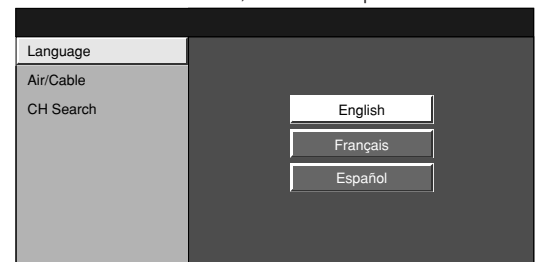 Language
Air/Cable
CH Search
English
Français
Español